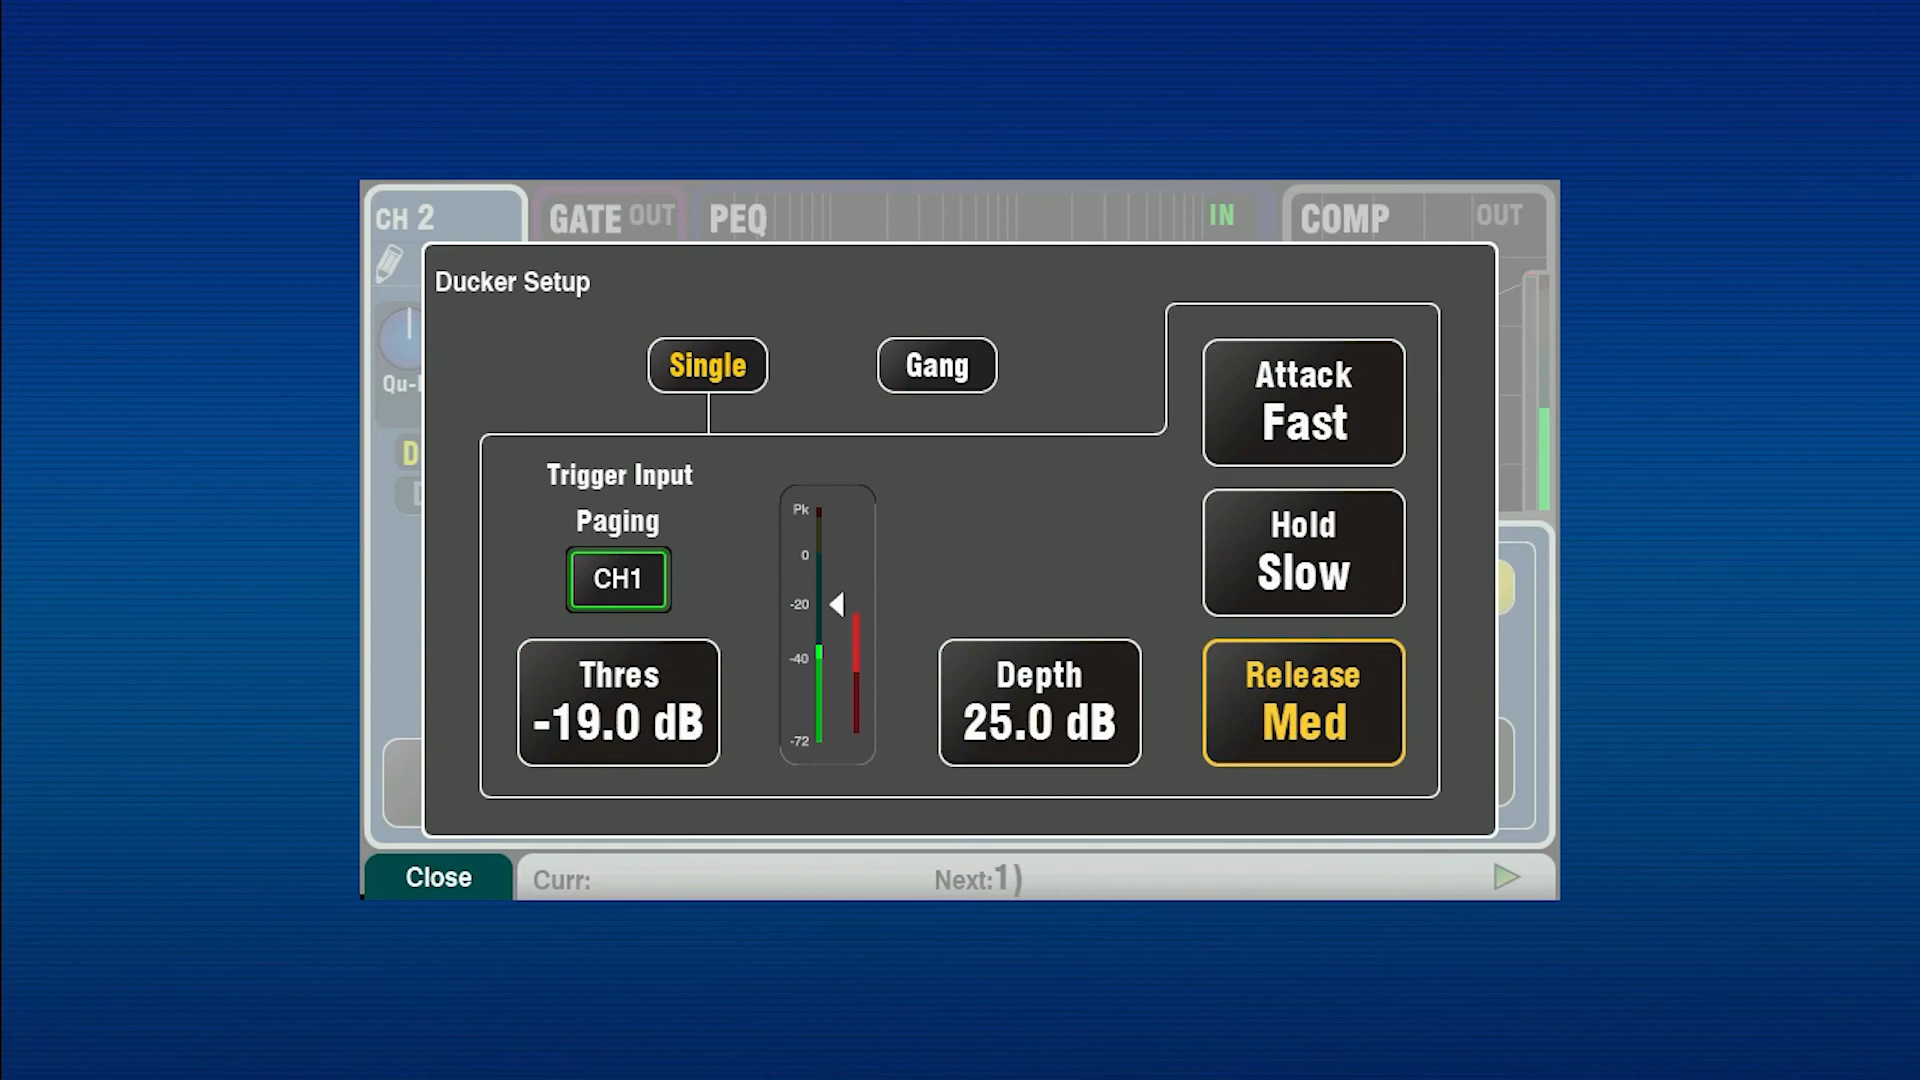 CH 2
GATE OUT
PEQ
IN
COMP
OUT
Ducker Setup
Qu-
D
Single
Gang
Attack
Fast
Hold
Slow
Release
Med
Trigger Input
Paging
CH1
Thres
-19.0 dB
Pk
0
-20
-40
-72
Depth
25.0 dB
Close
Curr:
Next:1)